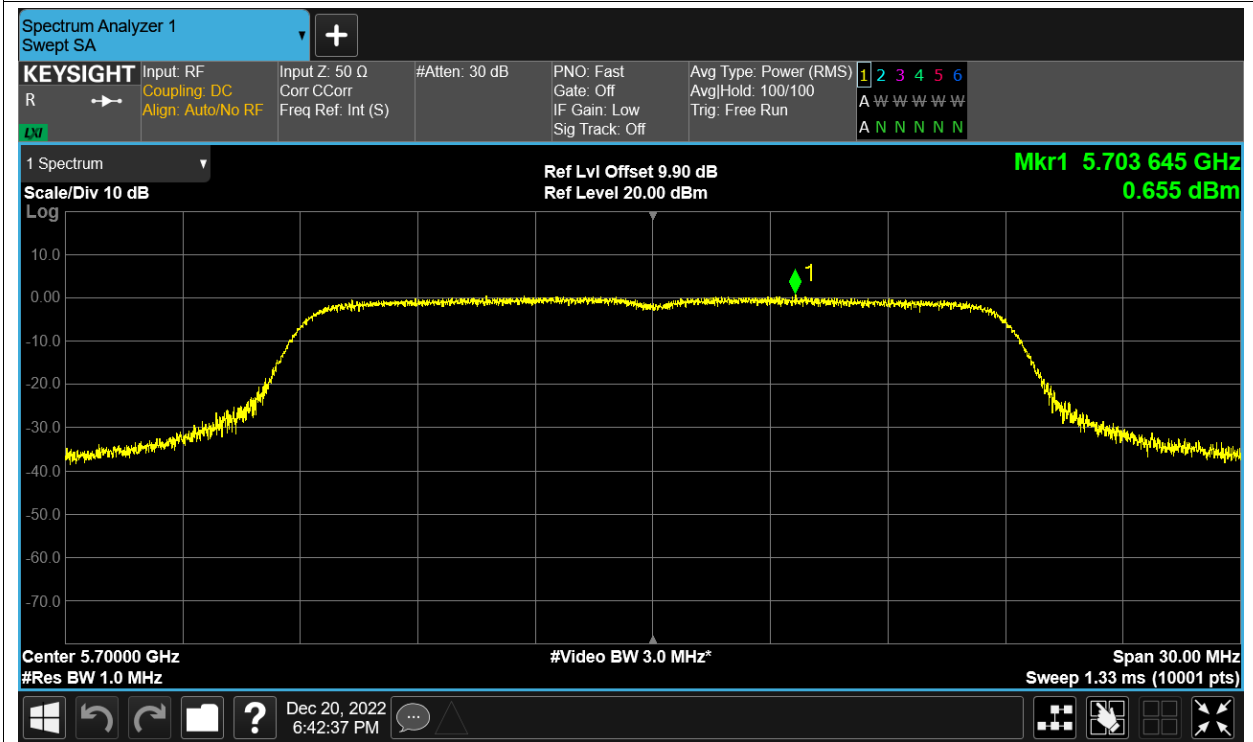 Spectrum Analyzer 1
Swept SA
+
KEYSIGHT
R
LXI
Input: RF
Coupling: DC
Align: Auto/No RF
Input Z: 50 Ω
Corr CCorr
Freq Ref: Int (S)
#Atten: 30 dB
PNO: Fast
Gate: Off
IF Gain: Low
Sig Track: Off
Avg Type: Power (RMS)
Avg|Hold: 100/100
Trig: Free Run
1 2 3 4 5 6
A W W W W W
A N N N N N
1 Spectrum
Scale/Div 10 dB
Log
Ref Lvl Offset 9.90 dB
Ref Level 20.00 dBm
Mkr1 5.703 645 GHz
0.655 dBm
10.0
0.00
-10.0
-20.0
-30.0
-40.0
-50.0
-60.0
-70.0
1
Center 5.70000 GHz
#Res BW 1.0 MHz
#Video BW 3.0 MHz*
Span 30.00 MHz
Sweep 1.33 ms (10001 pts)
?
Dec 20, 2022
6:42:37 PM